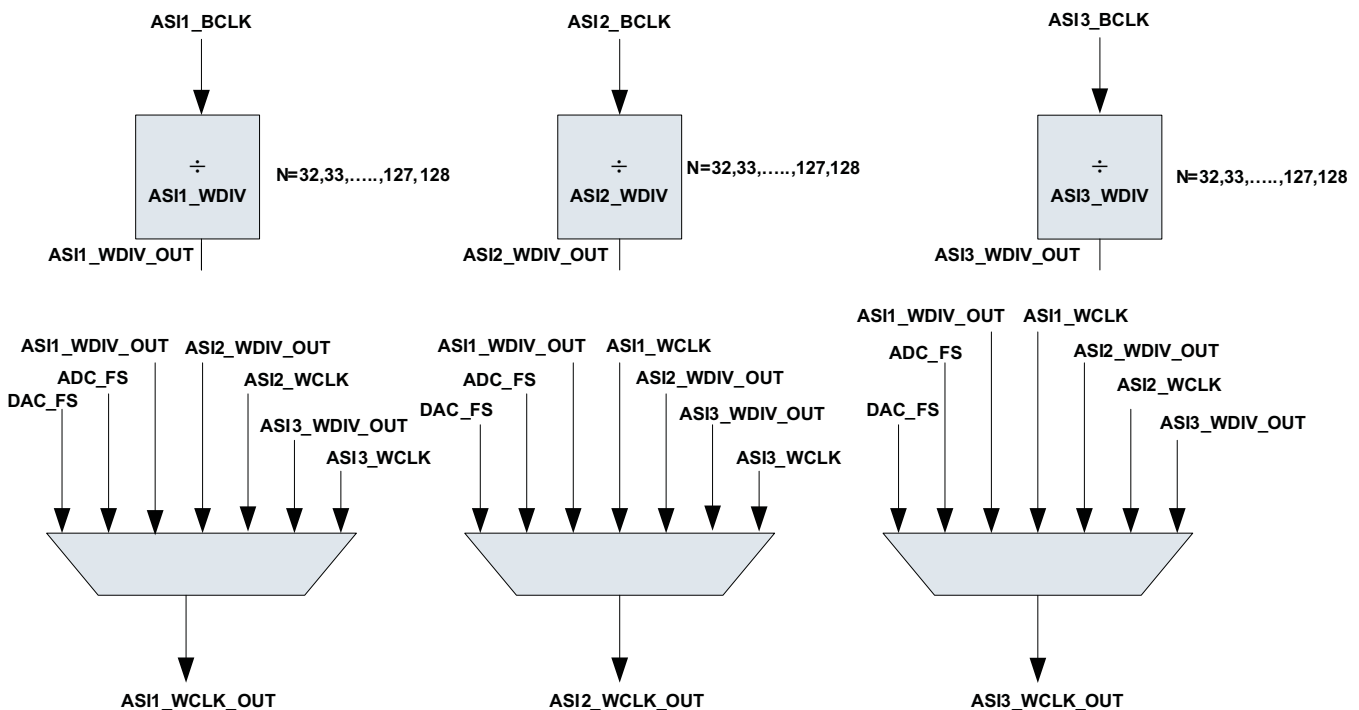 ASI1_BCLK
ASI2_BCLK
ASI3_BCLK
÷
ASI1_WDIV
N=32,33,.....,127,128
÷
ASI2_WDIV
N=32,33,.....,127,128
÷
ASI3_WDIV
N=32,33,.....,127,128
ASI1_WDIV_OUT
ASI2_WDIV_OUT
ASI3_WDIV_OUT
ASI1_WDIV_OUT
ASI2_WDIV_OUT
ADC_FS
ASI2_WCLK
DAC_FS
ASI3_WDIV_OUT
ASI3_WCLK
ASI1_WDIV_OUT
ASI1_WCLK
ADC_FS
ASI2_WDIV_OUT
DAC_FS
ASI3_WDIV_OUT
ASI3_WCLK
ASI1_WDIV_OUT
ASI1_WCLK
ADC_FS
ASI2_WDIV_OUT
ASI2_WCLK
DAC_FS
ASI3_WDIV_OUT
ASI1_WCLK_OUT
ASI2_WCLK_OUT
ASI3_WCLK_OUT